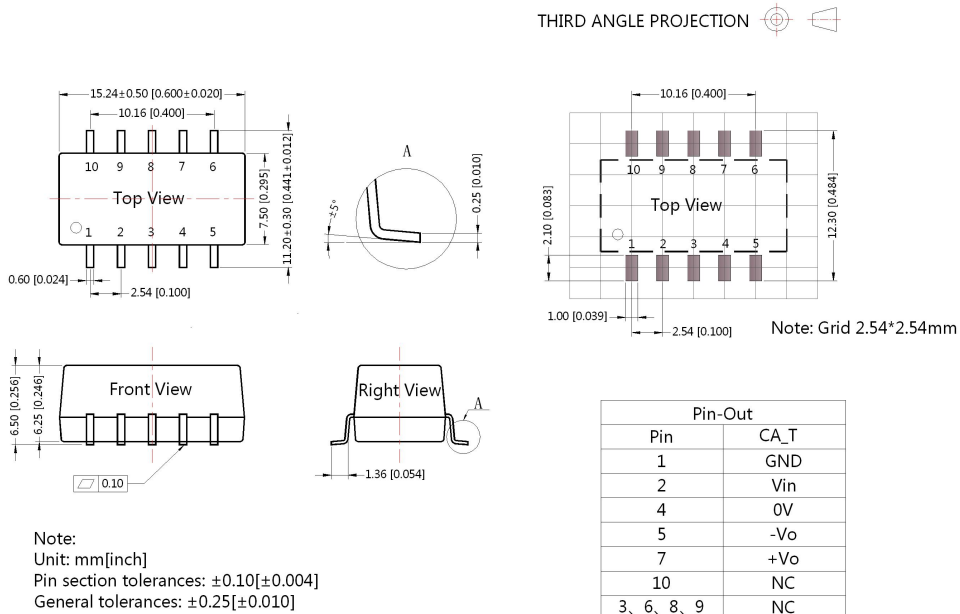 THIRD ANGLE PROJECTION
15.24±0.50 [0.600±0.020]
10.16 [0.400]
10 9 8 7 6
Top View
1 2 3 4 5
7.50 [0.295]
11.20±0.30 [0.441±0.012]
0.60 [0.024]
2.54 [0.100]
A
±5°
0.25 [0.010]
10.16 [0.400]
10 9 8 7 6
Top View
1 2 3 4 5
2.10 [0.083]
12.30 [0.484]
1.00 [0.039]
2.54 [0.100]
Note: Grid 2.54*2.54mm
Front View
6.50 [0.256]
6.25 [0.246]
0.10
Right View
A
1.36 [0.054]
Pin-Out
Pin CA_T
1 GND
2 Vin
4 0V
5 -Vo
7 +Vo
10 NC
3、6、8、9 NC
Note:
Unit: mm[inch]
Pin section tolerances: ±0.10[±0.004]
General tolerances: ±0.25[±0.010]